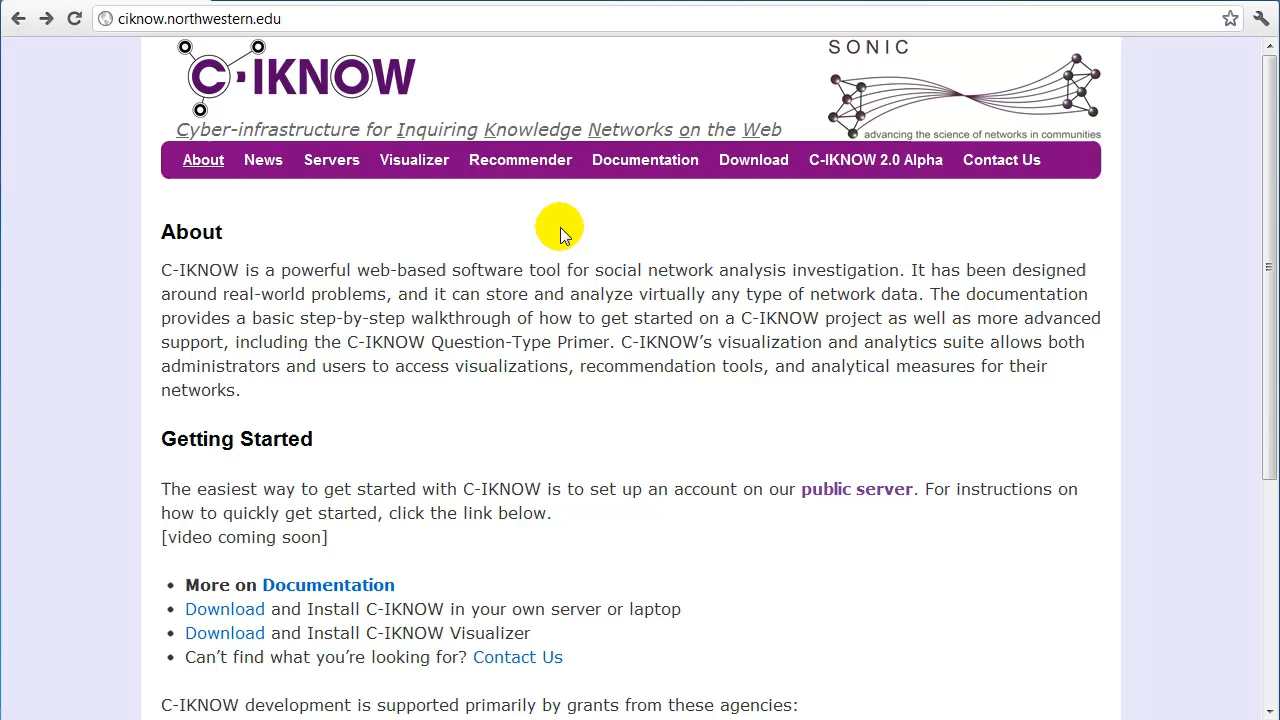 ciknow.northwestern.edu
C-IKNOW
SONIC
Cyber-infrastructure for Inquiring Knowledge Networks on the Web
advancing the science of networks in communities
About News Servers Visualizer Recommender Documentation Download C-IKNOW 2.0 Alpha Contact Us
About
C-IKNOW is a powerful web-based software tool for social network analysis investigation. It has been designed
around real-world problems, and it can store and analyze virtually any type of network data. The documentation
provides a basic step-by-step walkthrough of how to get started on a C-IKNOW project as well as more advanced
support, including the C-IKNOW Question-Type Primer. C-IKNOW’s visualization and analytics suite allows both
administrators and users to access visualizations, recommendation tools, and analytical measures for their
networks.
Getting Started
The easiest way to get started with C-IKNOW is to set up an account on our public server. For instructions on
how to quickly get started, click the link below.
[video coming soon]
• More on Documentation
• Download and Install C-IKNOW in your own server or laptop
• Download and Install C-IKNOW Visualizer
• Can’t find what you’re looking for? Contact Us
C-IKNOW development is supported primarily by grants from these agencies: